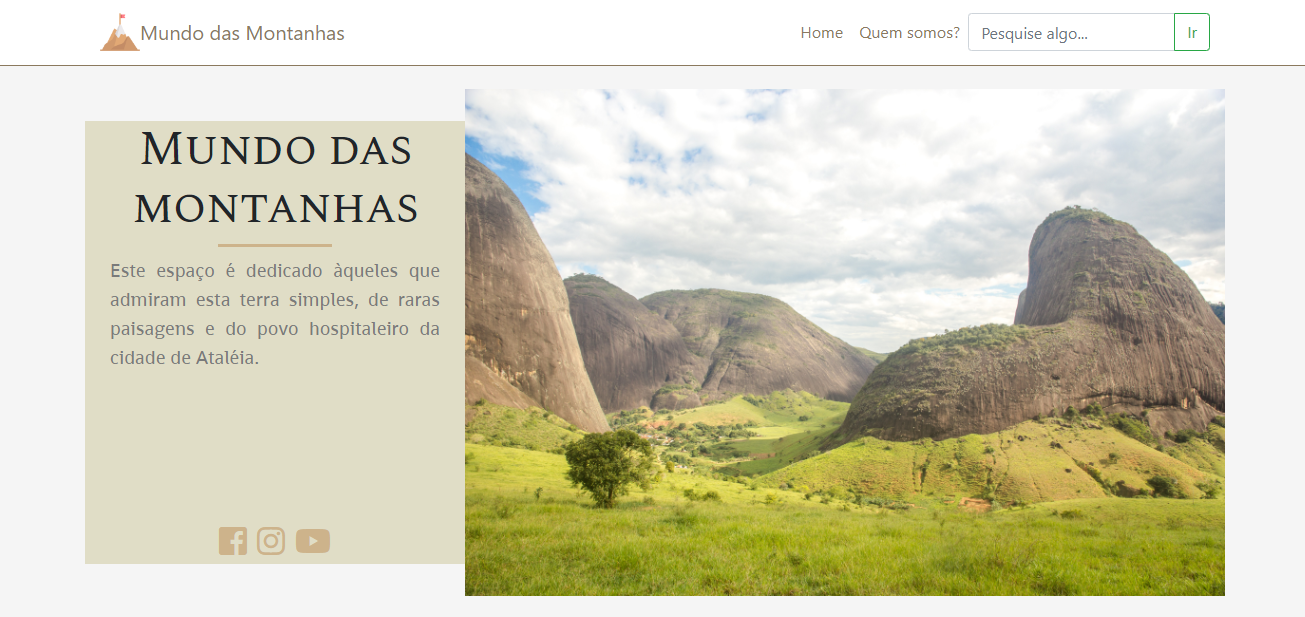 Mundo das Montanhas
Home
Quem somos?
Pesquise algo...
Ir
Mundo das
montanhas
Este espaço é dedicado àqueles que
admiram esta terra simples, de raras
paisagens e do povo hospitaleiro da
cidade de Ataléia.